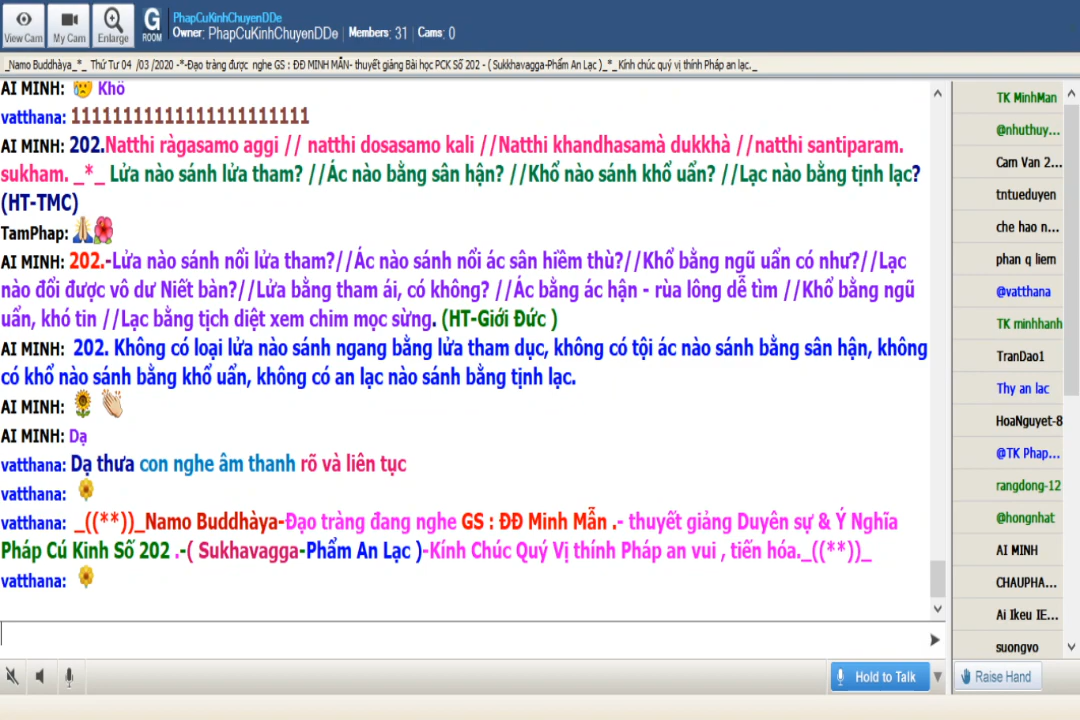 PhapCuKinhChuyenDDe
Owner: PhapCuKinhChuyenDDe | Members: 31 | Cams: 0
View Cam
My Cam
Enlarge
G
ROOM
_Namo Buddhàya_*_ Thứ Tư 04 /03 /2020 -*-Đạo tràng được nghe GS : ĐĐ MINH MẪN- thuyết giảng Bài học PCK Số 202 - ( Sukkhavagga-Phẩm An Lạc )_*_Kính chúc quý vị thính Pháp an lạc._
AI MINH: Khö
vatthana: 11111111111111111111111
AI MINH: 202.Natthi ràgasamo aggi // natthi dosasamo kali //Natthi khandhasamà dukkhà //natthi santiparam.
sukham. _*_ Lửa nào sánh lửa tham? //Ác nào bằng sân hận? //Khổ nào sánh khổ uẩn? //Lạc nào bằng tịnh lạc?
(HT-TMC)
TamPhap:
AI MINH: 202.-Lửa nào sánh nổi lửa tham?//Ác nào sánh nổi ác sân hiềm thù?//Khổ bằng ngũ uẩn có như?//Lạc
nào đổi được vô dư Niết bàn?//Lửa bằng tham ái, có không? //Ác bằng ác hận - rùa lông dễ tìm //Khổ bằng ngũ
uẩn, khó tin //Lạc bằng tịch diệt xem chim mọc sừng. (HT-Giới Đức )
AI MINH: 202. Không có loại lửa nào sánh ngang bằng lửa tham dục, không có tội ác nào sánh bằng sân hận, không
có khổ nào sánh bằng khổ uẩn, không có an lạc nào sánh bằng tịnh lạc.
AI MINH:
AI MINH: Dạ
vatthana: Dạ thưa con nghe âm thanh rõ và liên tục
vatthana:
vatthana: _((**))_Namo Buddhàya-Đạo tràng đang nghe GS : ĐĐ Minh Mẫn .- thuyết giảng Duyên sự & Ý Nghĩa
Pháp Cú Kinh Số 202 .-( Sukhavagga-Phẩm An Lạc )-Kính Chúc Quý Vị thính Pháp an vui , tiến hóa._((**))_
vatthana:
TK MinhMan
@nhuthuy...
Cam Van 2...
tntueduyen
che hao n...
phan q liem
@vatthana
TK minhhanh
TranDao1
Thy an lac
HoaNguyet-8
@TK Phap...
rangdong-12
@hongnhat
AI MINH
CHAUPHA...
Ai Ikeu IE...
suongvo
Hold to Talk
Raise Hand